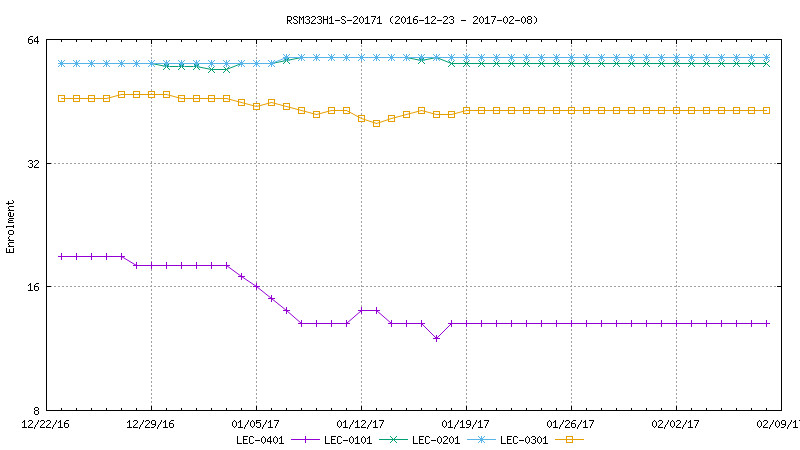 RSM323H1-S-20171 (2016-12-23 - 2017-02-08)
64
32
16
8
Enrolment
12/22/16 12/29/16 01/05/17 01/12/17 01/19/17 01/26/17 02/02/17 02/09/1
LEC-0401 LEC-0101 LEC-0201 LEC-0301